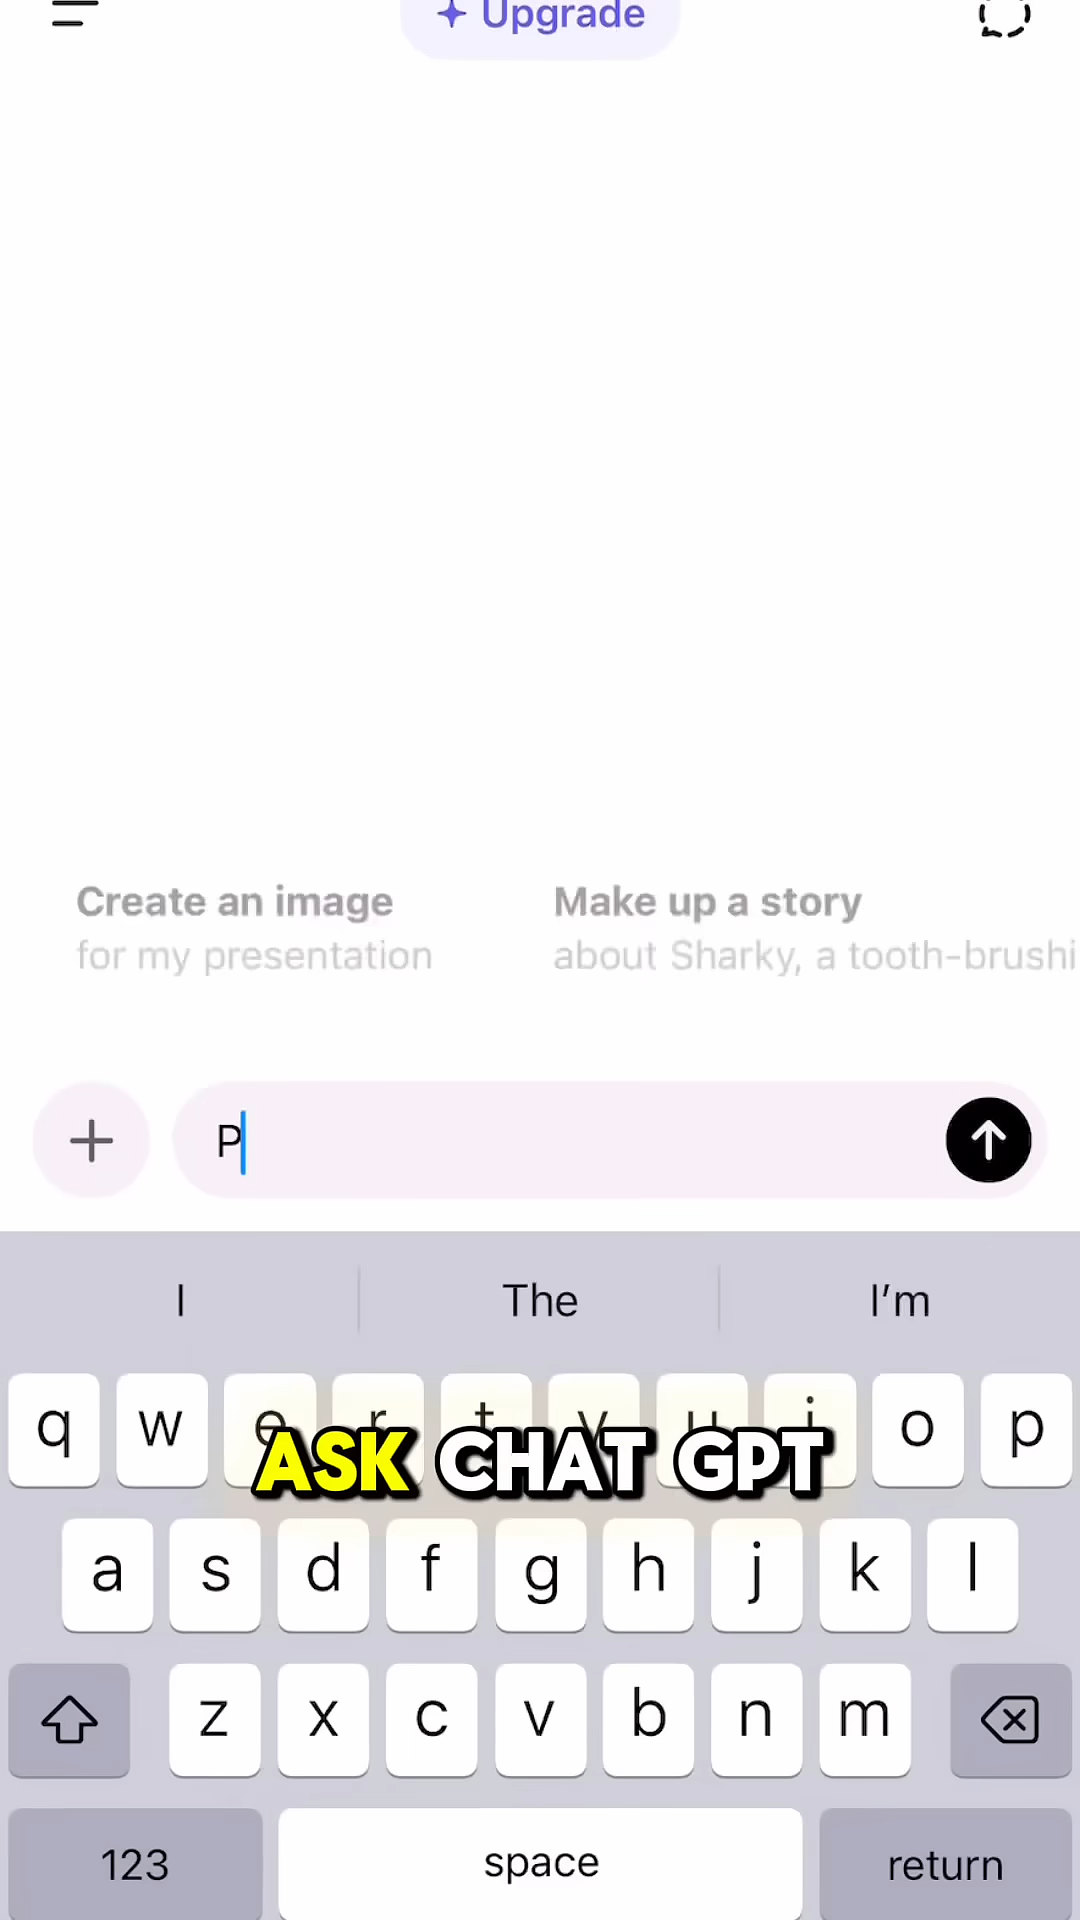 Upgrade
Create an image
for my presentation
Make up a story
about Sharky, a tooth-brushi
P
I The I'm
q w e r t y u i o p
ASK CHAT GPT
a s d f g h j k l
z x c v b n m
123 space return